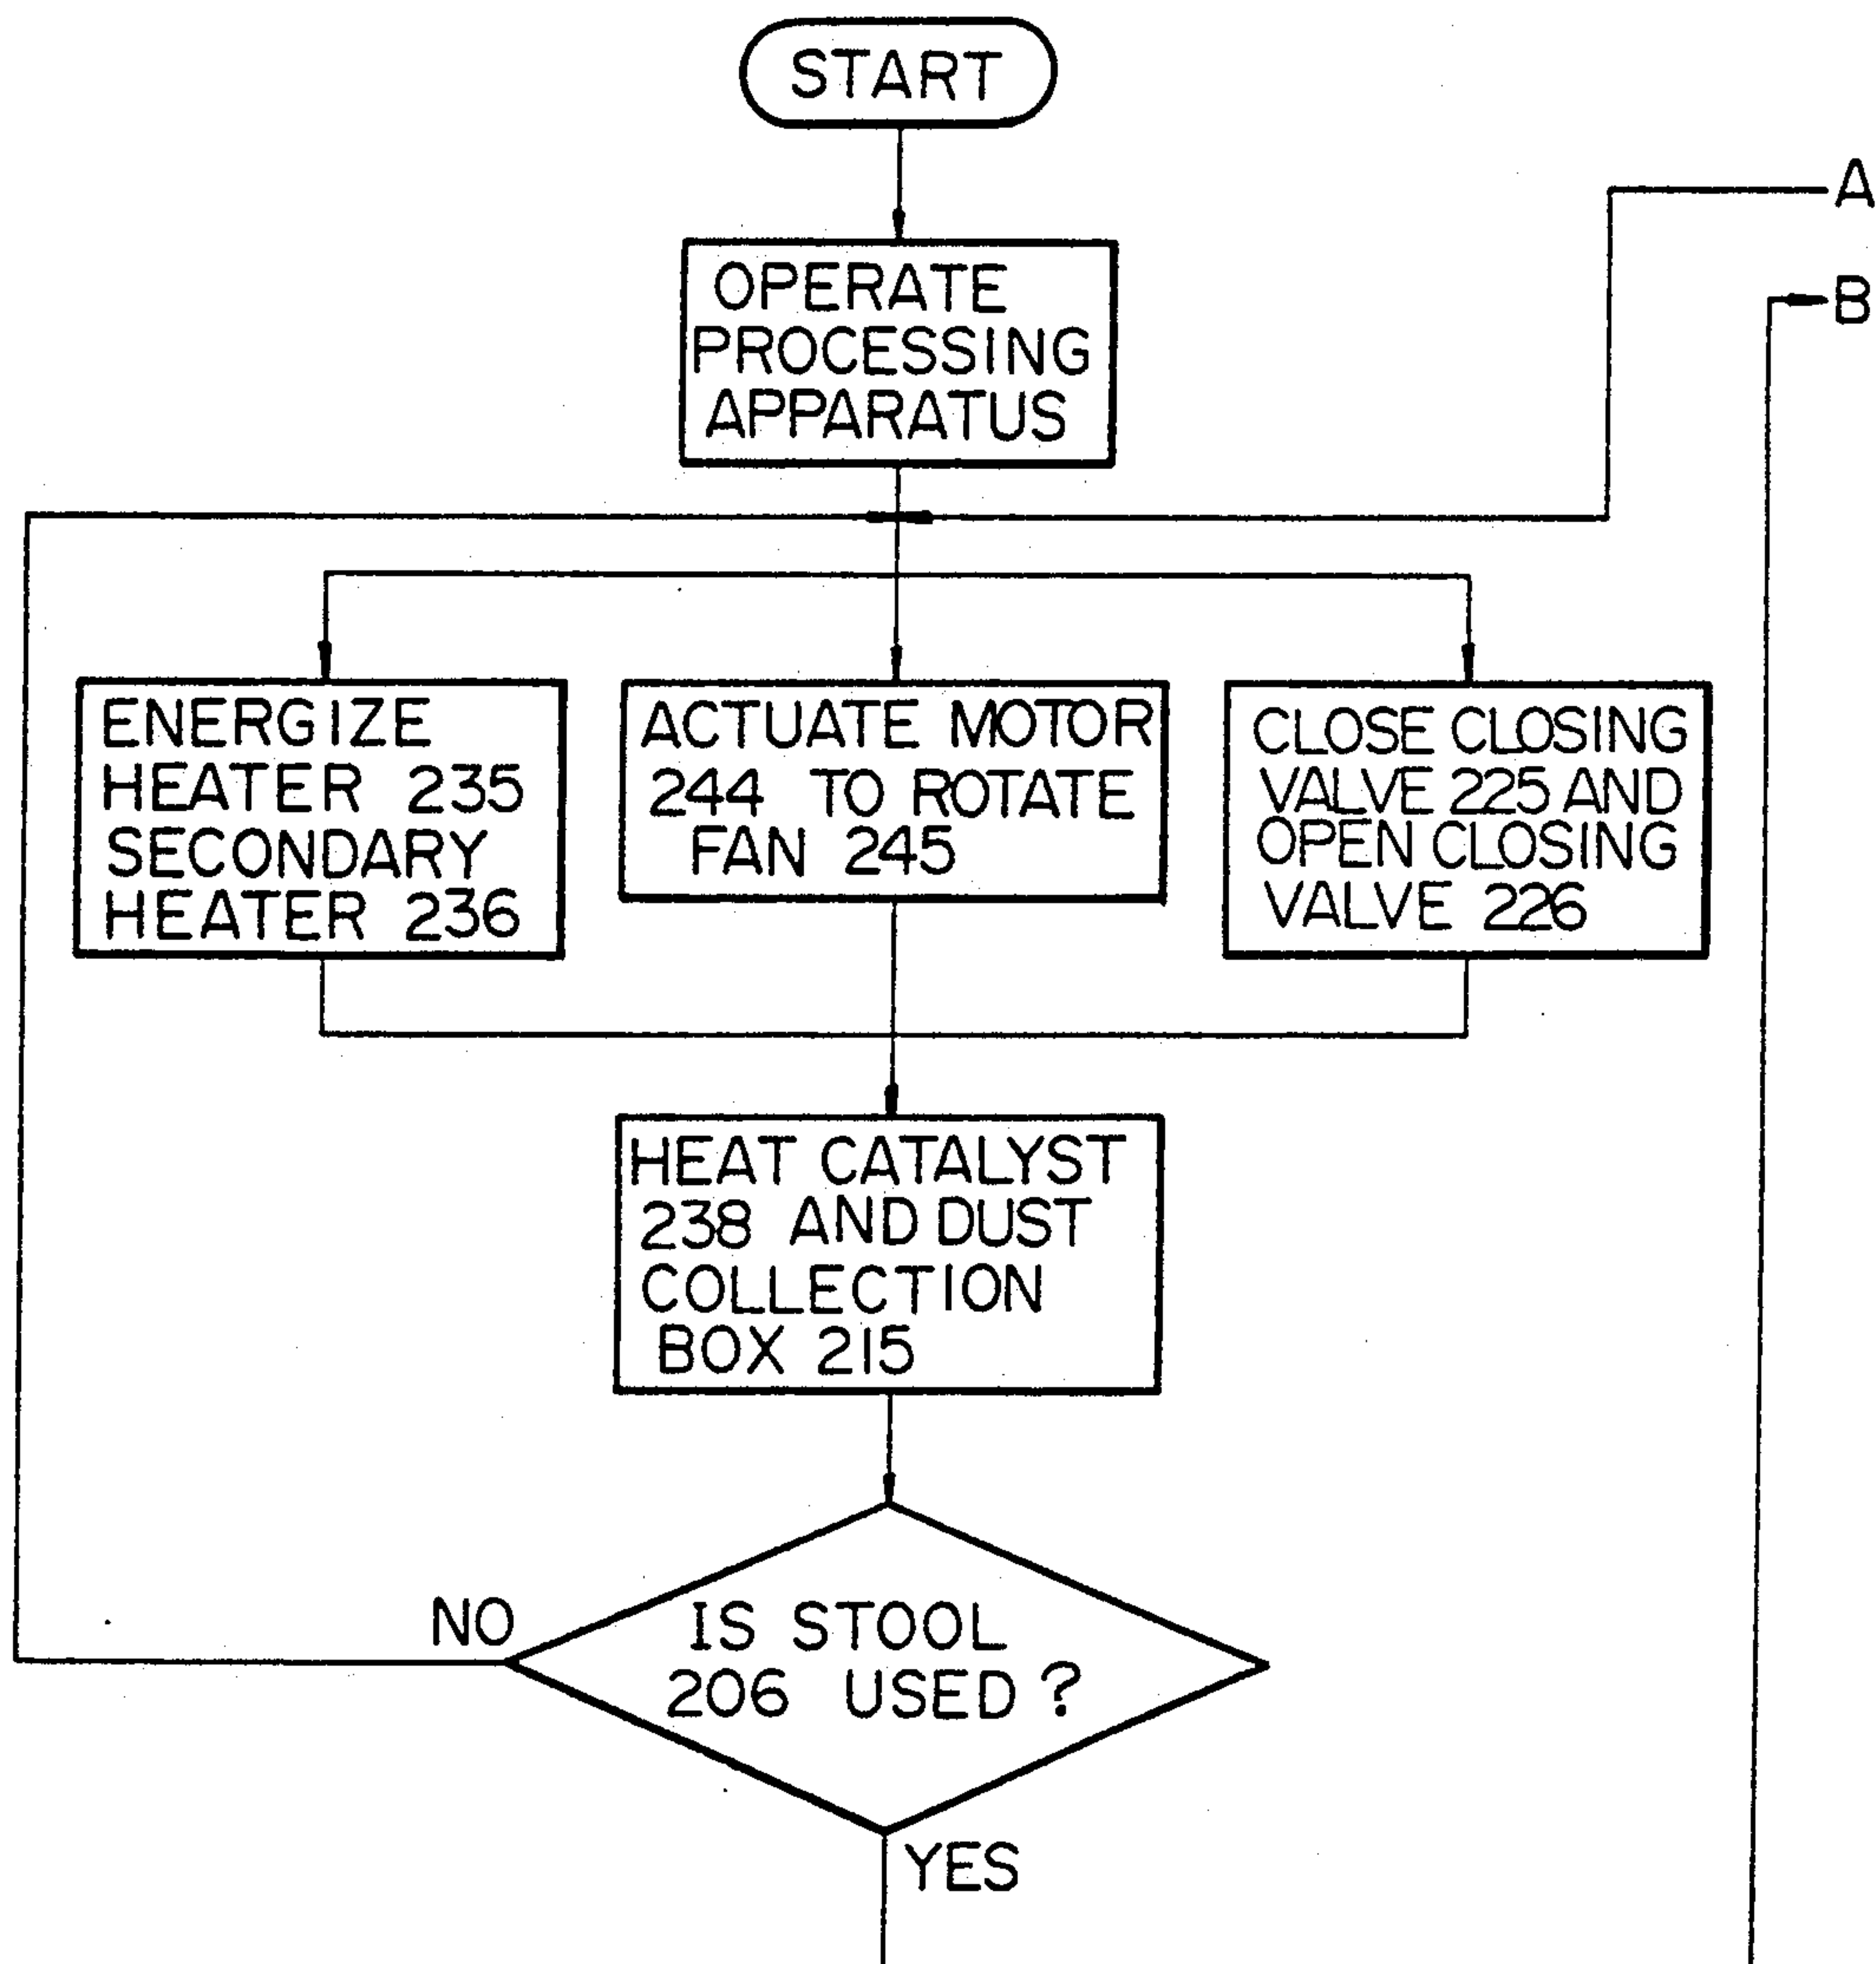 START
A
B
OPERATE
PROCESSING
APPARATUS
ENERGIZE
HEATER 235
SECONDARY
HEATER 236
ACTUATE MOTOR
244 TO ROTATE
FAN 245
CLOSE CLOSING
VALVE 225 AND
OPEN CLOSING
VALVE 226
HEAT CATALYST
238 AND DUST
COLLECTION
BOX 215
NO
IS STOOL
206 USED ?
YES